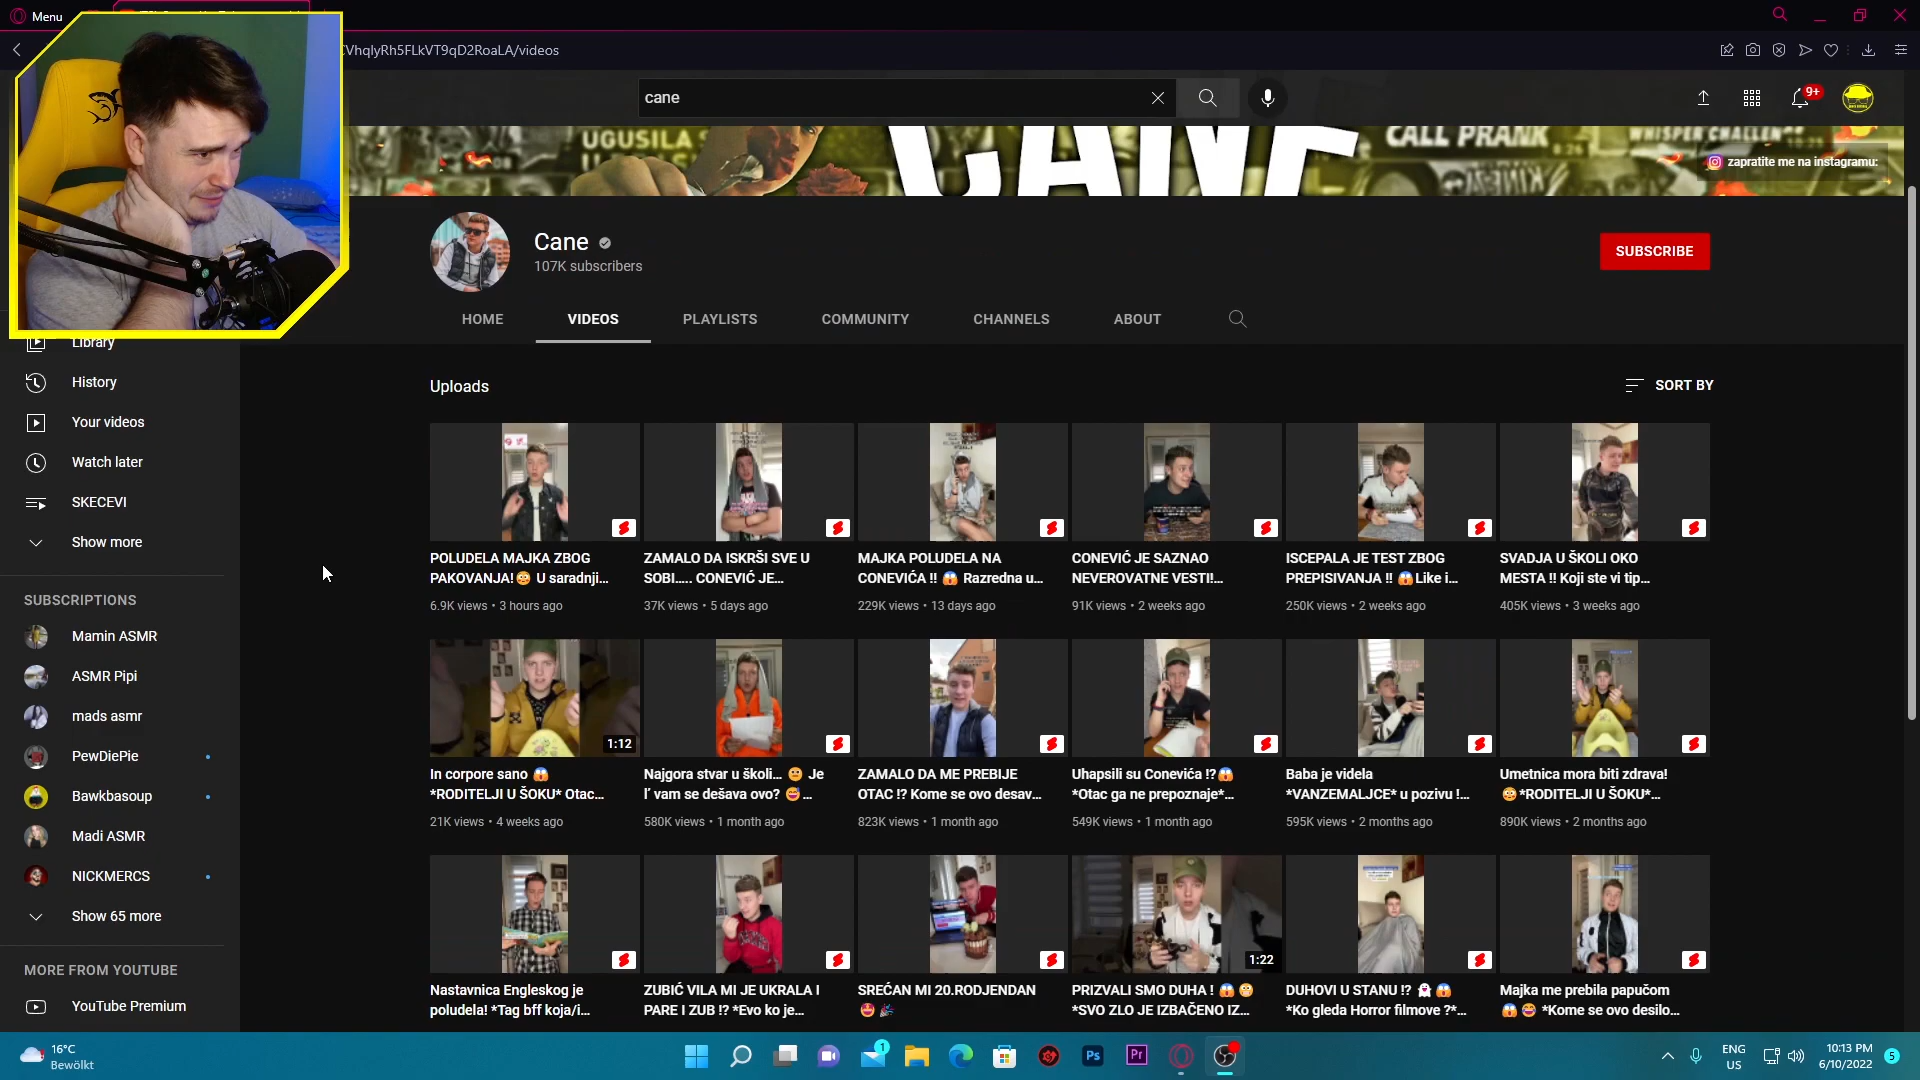 Menu
VhqlyRh5FLkVT9qD2RoaLA/videos
cane
9+
UGUSILA
CANE
CALL PRANK
8:26
WHISPER CHALLEN
zapratite me na instagramu:
Cane
107K subscribers
SUBSCRIBE
HOME
VIDEOS
PLAYLISTS
COMMUNITY
CHANNELS
ABOUT
Library
History
Your videos
Watch later
SKECEVI
Show more
SUBSCRIPTIONS
Mamin ASMR
ASMR Pipi
mads asmr
PewDiePie
Bawkbasoup
Madi ASMR
NICKMERCS
Show 65 more
MORE FROM YOUTUBE
YouTube Premium
Uploads
SORT BY
POLUDELA MAJKA ZBOG
PAKOVANJA!😳 U saradnji...
6.9K views • 3 hours ago
ZAMALO DA ISKRŠI SVE U
SOBI..... CONEVIĆ JE...
37K views • 5 days ago
MAJKA POLUDELA NA
CONEVIĆA !! 😱 Razredna u...
229K views • 13 days ago
CONEVIĆ JE SAZNAO
NEVEROVATNE VESTI!...
91K views • 2 weeks ago
ISCEPALA JE TEST ZBOG
PREPISIVANJA !! 😱Like i...
250K views • 2 weeks ago
SVADJA U ŠKOLI OKO
MESTA !! Koji ste vi tip...
405K views • 3 weeks ago
1:12
In corpore sano 😱
*RODITELJI U ŠOKU* Otac...
21K views • 4 weeks ago
Najgora stvar u školi... 😕 Je
l' vam se dešava ovo? 😅...
580K views • 1 month ago
ZAMALO DA ME PREBIJE
OTAC !? Kome se ovo desav...
823K views • 1 month ago
Uhapsili su Conevića !?😱
*Otac ga ne prepoznaje*...
549K views • 1 month ago
Baba je videla
*VANZEMALJCE* u pozivu !...
595K views • 2 months ago
Umetnica mora biti zdrava!
😳*RODITELJI U ŠOKU*...
890K views • 2 months ago
Nastavnica Engleskog je
poludela! *Tag bff koja/i...
ZUBIĆ VILA MI JE UKRALA I
PARE I ZUB !? *Evo ko je...
SREĆAN MI 20.RODJENDAN
🤩 🎉
1:22
PRIZVALI SMO DUHA ! 😱 😳
*SVO ZLO JE IZBAČENO IZ...
DUHOVI U STANU !? 👻 😱
*Ko gleda Horror filmove ?*...
Majka me prebila papučom
😱 😅 *Kome se ovo desilo...
16°C
Bewölkt
1
Ps
Pr
ENG
US
10:13 PM
6/10/2022
5